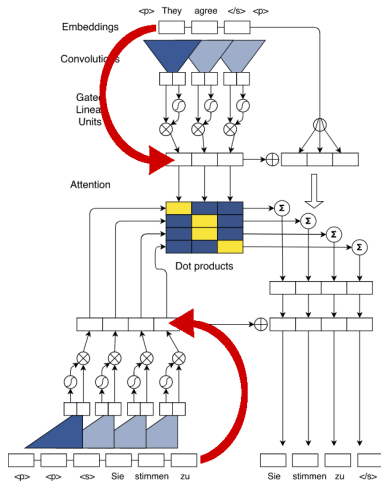 <p> They agree </s> <p>
Embeddings
Convolutions
Gated
Linear
Units
Attention
Σ
Σ
Σ
Σ
Dot products
<p> <p> <s> Sie stimmen zu
Sie stimmen zu </s>